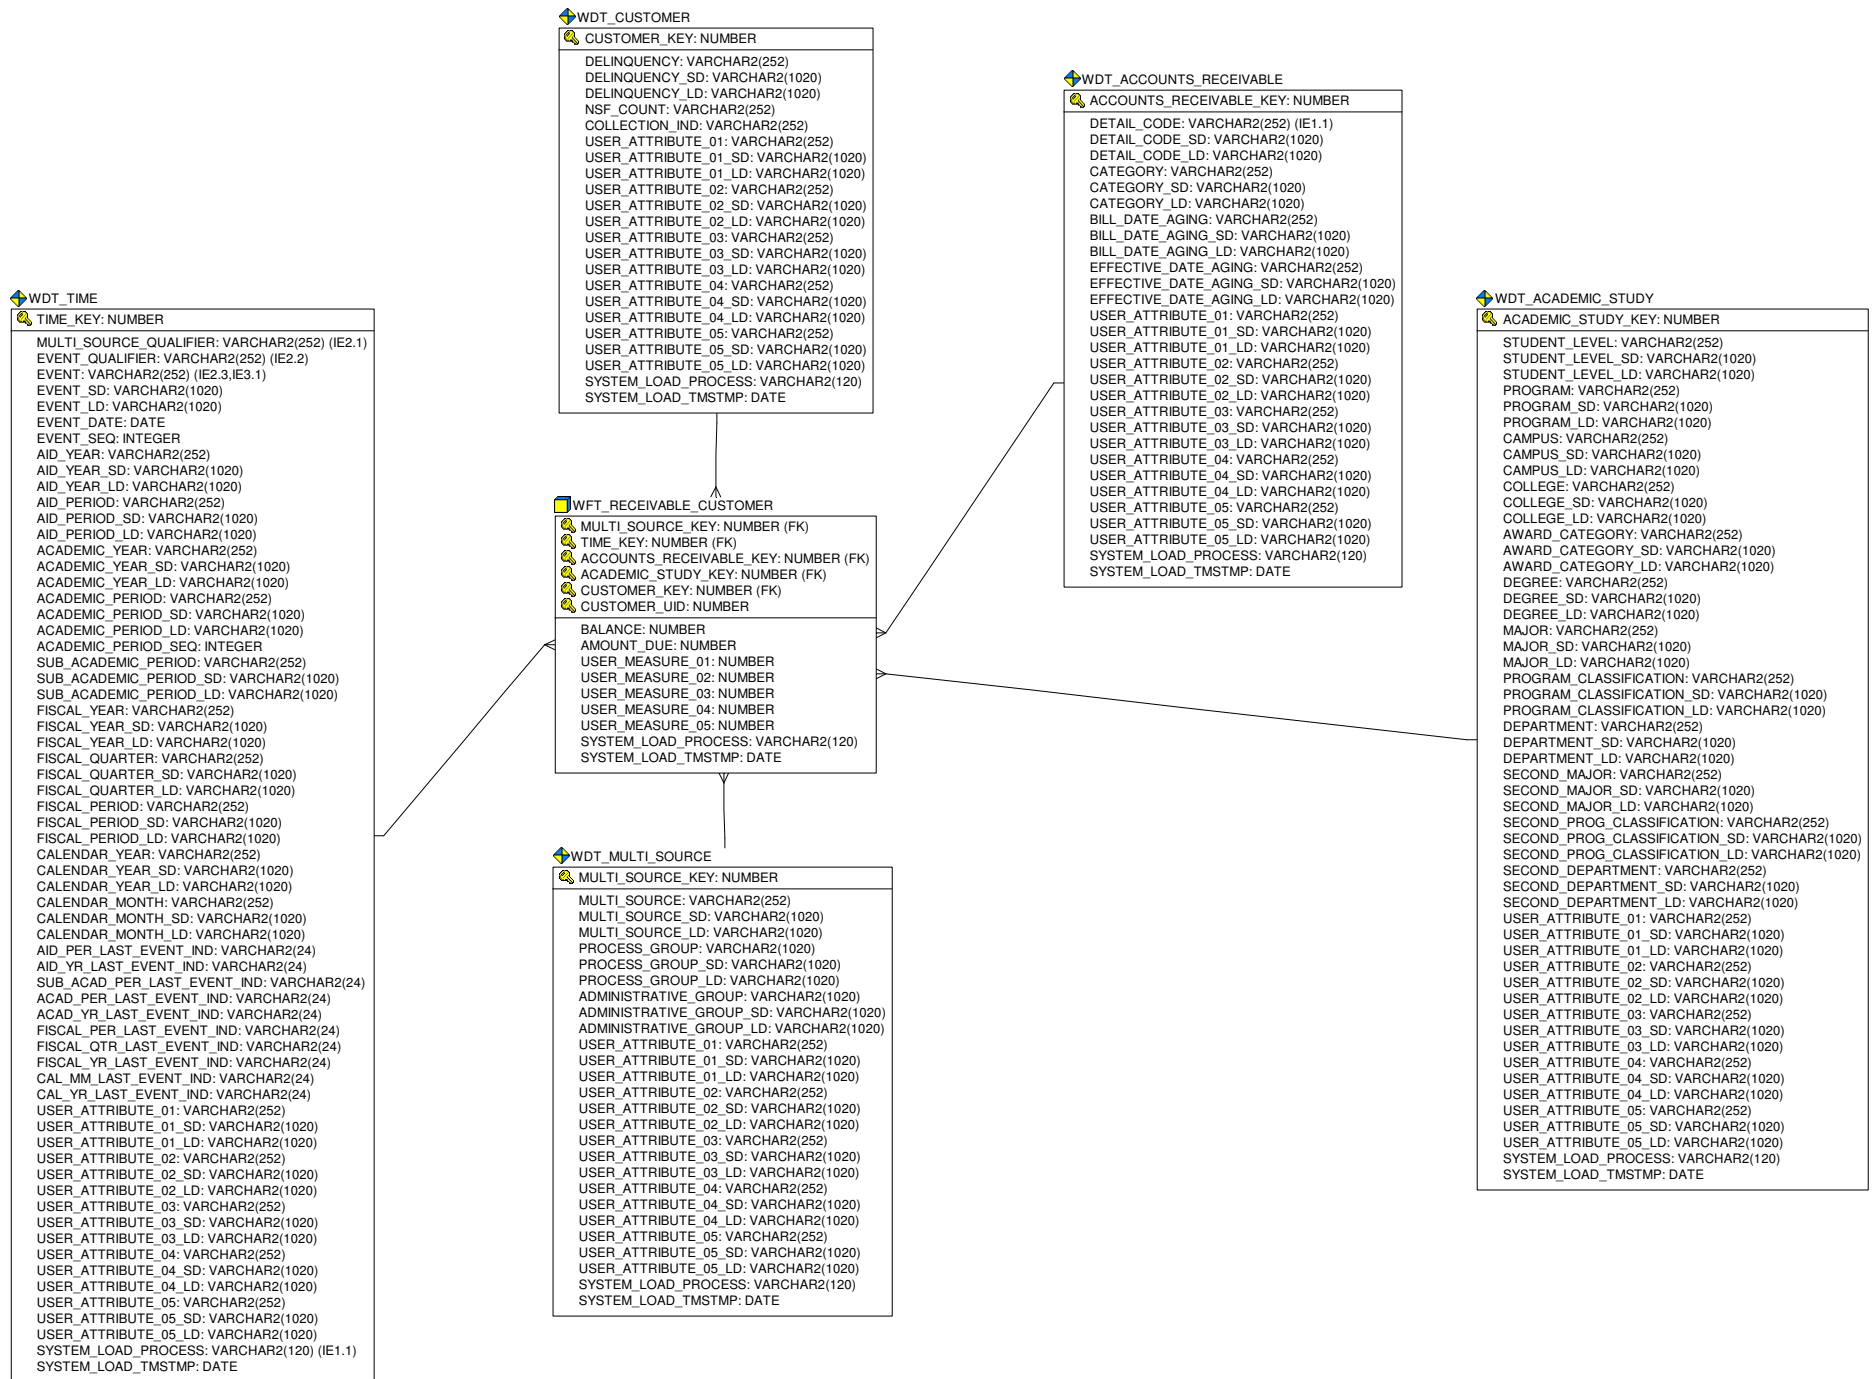 WDT_CUSTOMER
CUSTOMER_KEY: NUMBER
DELINQUENCY: VARCHAR2(252)
DELINQUENCY_SD: VARCHAR2(1020)
DELINQUENCY_LD: VARCHAR2(1020)
NSF_COUNT: VARCHAR2(252)
COLLECTION_IND: VARCHAR2(252)
USER_ATTRIBUTE_01: VARCHAR2(252)
USER_ATTRIBUTE_01_SD: VARCHAR2(1020)
USER_ATTRIBUTE_01_LD: VARCHAR2(1020)
USER_ATTRIBUTE_02: VARCHAR2(252)
USER_ATTRIBUTE_02_SD: VARCHAR2(1020)
USER_ATTRIBUTE_02_LD: VARCHAR2(1020)
USER_ATTRIBUTE_03: VARCHAR2(252)
USER_ATTRIBUTE_03_SD: VARCHAR2(1020)
USER_ATTRIBUTE_03_LD: VARCHAR2(1020)
USER_ATTRIBUTE_04: VARCHAR2(252)
USER_ATTRIBUTE_04_SD: VARCHAR2(1020)
USER_ATTRIBUTE_04_LD: VARCHAR2(1020)
USER_ATTRIBUTE_05: VARCHAR2(252)
USER_ATTRIBUTE_05_SD: VARCHAR2(1020)
USER_ATTRIBUTE_05_LD: VARCHAR2(1020)
SYSTEM_LOAD_PROCESS: VARCHAR2(120)
SYSTEM_LOAD_TMSTMP: DATE
WDT_ACCOUNTS_RECEIVABLE
ACCOUNTS_RECEIVABLE_KEY: NUMBER
DETAIL_CODE: VARCHAR2(252) (IE1.1)
DETAIL_CODE_SD: VARCHAR2(1020)
DETAIL_CODE_LD: VARCHAR2(1020)
CATEGORY: VARCHAR2(252)
CATEGORY_SD: VARCHAR2(1020)
CATEGORY_LD: VARCHAR2(1020)
BILL_DATE_AGING: VARCHAR2(252)
BILL_DATE_AGING_SD: VARCHAR2(1020)
BILL_DATE_AGING_LD: VARCHAR2(1020)
EFFECTIVE_DATE_AGING: VARCHAR2(252)
EFFECTIVE_DATE_AGING_SD: VARCHAR2(1020)
EFFECTIVE_DATE_AGING_LD: VARCHAR2(1020)
USER_ATTRIBUTE_01: VARCHAR2(252)
USER_ATTRIBUTE_01_SD: VARCHAR2(1020)
USER_ATTRIBUTE_01_LD: VARCHAR2(1020)
USER_ATTRIBUTE_02: VARCHAR2(252)
USER_ATTRIBUTE_02_SD: VARCHAR2(1020)
USER_ATTRIBUTE_02_LD: VARCHAR2(1020)
USER_ATTRIBUTE_03: VARCHAR2(252)
USER_ATTRIBUTE_03_SD: VARCHAR2(1020)
USER_ATTRIBUTE_03_LD: VARCHAR2(1020)
USER_ATTRIBUTE_04: VARCHAR2(252)
USER_ATTRIBUTE_04_SD: VARCHAR2(1020)
USER_ATTRIBUTE_04_LD: VARCHAR2(1020)
USER_ATTRIBUTE_05: VARCHAR2(252)
USER_ATTRIBUTE_05_SD: VARCHAR2(1020)
USER_ATTRIBUTE_05_LD: VARCHAR2(1020)
SYSTEM_LOAD_PROCESS: VARCHAR2(120)
SYSTEM_LOAD_TMSTMP: DATE
WDT_TIME
TIME_KEY: NUMBER
MULTI_SOURCE_QUALIFIER: VARCHAR2(252) (IE2.1)
EVENT_QUALIFIER: VARCHAR2(252) (IE2.2)
EVENT: VARCHAR2(252) (IE2.3,IE3.1)
EVENT_SD: VARCHAR2(1020)
EVENT_LD: VARCHAR2(1020)
EVENT_DATE: DATE
EVENT_SEQ: INTEGER
AID_YEAR: VARCHAR2(252)
AID_YEAR_SD: VARCHAR2(1020)
AID_YEAR_LD: VARCHAR2(1020)
AID_PERIOD: VARCHAR2(252)
AID_PERIOD_SD: VARCHAR2(1020)
AID_PERIOD_LD: VARCHAR2(1020)
ACADEMIC_YEAR: VARCHAR2(252)
ACADEMIC_YEAR_SD: VARCHAR2(1020)
ACADEMIC_YEAR_LD: VARCHAR2(1020)
ACADEMIC_PERIOD: VARCHAR2(252)
ACADEMIC_PERIOD_SD: VARCHAR2(1020)
ACADEMIC_PERIOD_LD: VARCHAR2(1020)
ACADEMIC_PERIOD_SEQ: INTEGER
SUB_ACADEMIC_PERIOD: VARCHAR2(252)
SUB_ACADEMIC_PERIOD_SD: VARCHAR2(1020)
SUB_ACADEMIC_PERIOD_LD: VARCHAR2(1020)
FISCAL_YEAR: VARCHAR2(252)
FISCAL_YEAR_SD: VARCHAR2(1020)
FISCAL_YEAR_LD: VARCHAR2(1020)
FISCAL_QUARTER: VARCHAR2(252)
FISCAL_QUARTER_SD: VARCHAR2(1020)
FISCAL_QUARTER_LD: VARCHAR2(1020)
FISCAL_PERIOD: VARCHAR2(252)
FISCAL_PERIOD_SD: VARCHAR2(1020)
FISCAL_PERIOD_LD: VARCHAR2(1020)
CALENDAR_YEAR: VARCHAR2(252)
CALENDAR_YEAR_SD: VARCHAR2(1020)
CALENDAR_YEAR_LD: VARCHAR2(1020)
CALENDAR_MONTH: VARCHAR2(252)
CALENDAR_MONTH_SD: VARCHAR2(1020)
CALENDAR_MONTH_LD: VARCHAR2(1020)
AID_PER_LAST_EVENT_IND: VARCHAR2(24)
AID_YR_LAST_EVENT_IND: VARCHAR2(24)
SUB_ACAD_PER_LAST_EVENT_IND: VARCHAR2(24)
ACAD_PER_LAST_EVENT_IND: VARCHAR2(24)
ACAD_YR_LAST_EVENT_IND: VARCHAR2(24)
FISCAL_PER_LAST_EVENT_IND: VARCHAR2(24)
FISCAL_QTR_LAST_EVENT_IND: VARCHAR2(24)
FISCAL_YR_LAST_EVENT_IND: VARCHAR2(24)
CAL_MM_LAST_EVENT_IND: VARCHAR2(24)
CAL_YR_LAST_EVENT_IND: VARCHAR2(24)
USER_ATTRIBUTE_01: VARCHAR2(252)
USER_ATTRIBUTE_01_SD: VARCHAR2(1020)
USER_ATTRIBUTE_01_LD: VARCHAR2(1020)
USER_ATTRIBUTE_02: VARCHAR2(252)
USER_ATTRIBUTE_02_SD: VARCHAR2(1020)
USER_ATTRIBUTE_02_LD: VARCHAR2(1020)
USER_ATTRIBUTE_03: VARCHAR2(252)
USER_ATTRIBUTE_03_SD: VARCHAR2(1020)
USER_ATTRIBUTE_03_LD: VARCHAR2(1020)
USER_ATTRIBUTE_04: VARCHAR2(252)
USER_ATTRIBUTE_04_SD: VARCHAR2(1020)
USER_ATTRIBUTE_04_LD: VARCHAR2(1020)
USER_ATTRIBUTE_05: VARCHAR2(252)
USER_ATTRIBUTE_05_SD: VARCHAR2(1020)
USER_ATTRIBUTE_05_LD: VARCHAR2(1020)
SYSTEM_LOAD_PROCESS: VARCHAR2(120) (IE1.1)
SYSTEM_LOAD_TMSTMP: DATE
WFT_RECEIVABLE_CUSTOMER
MULTI_SOURCE_KEY: NUMBER (FK)
TIME_KEY: NUMBER (FK)
ACCOUNTS_RECEIVABLE_KEY: NUMBER (FK)
ACADEMIC_STUDY_KEY: NUMBER (FK)
CUSTOMER_KEY: NUMBER (FK)
CUSTOMER_UID: NUMBER
BALANCE: NUMBER
AMOUNT_DUE: NUMBER
USER_MEASURE_01: NUMBER
USER_MEASURE_02: NUMBER
USER_MEASURE_03: NUMBER
USER_MEASURE_04: NUMBER
USER_MEASURE_05: NUMBER
SYSTEM_LOAD_PROCESS: VARCHAR2(120)
SYSTEM_LOAD_TMSTMP: DATE
WDT_MULTI_SOURCE
MULTI_SOURCE_KEY: NUMBER
MULTI_SOURCE: VARCHAR2(252)
MULTI_SOURCE_SD: VARCHAR2(1020)
MULTI_SOURCE_LD: VARCHAR2(1020)
PROCESS_GROUP: VARCHAR2(1020)
PROCESS_GROUP_SD: VARCHAR2(1020)
PROCESS_GROUP_LD: VARCHAR2(1020)
ADMINISTRATIVE_GROUP: VARCHAR2(1020)
ADMINISTRATIVE_GROUP_SD: VARCHAR2(1020)
ADMINISTRATIVE_GROUP_LD: VARCHAR2(1020)
USER_ATTRIBUTE_01: VARCHAR2(252)
USER_ATTRIBUTE_01_SD: VARCHAR2(1020)
USER_ATTRIBUTE_01_LD: VARCHAR2(1020)
USER_ATTRIBUTE_02: VARCHAR2(252)
USER_ATTRIBUTE_02_SD: VARCHAR2(1020)
USER_ATTRIBUTE_02_LD: VARCHAR2(1020)
USER_ATTRIBUTE_03: VARCHAR2(252)
USER_ATTRIBUTE_03_SD: VARCHAR2(1020)
USER_ATTRIBUTE_03_LD: VARCHAR2(1020)
USER_ATTRIBUTE_04: VARCHAR2(252)
USER_ATTRIBUTE_04_SD: VARCHAR2(1020)
USER_ATTRIBUTE_04_LD: VARCHAR2(1020)
USER_ATTRIBUTE_05: VARCHAR2(252)
USER_ATTRIBUTE_05_SD: VARCHAR2(1020)
USER_ATTRIBUTE_05_LD: VARCHAR2(1020)
SYSTEM_LOAD_PROCESS: VARCHAR2(120)
SYSTEM_LOAD_TMSTMP: DATE
WDT_ACADEMIC_STUDY
ACADEMIC_STUDY_KEY: NUMBER
STUDENT_LEVEL: VARCHAR2(252)
STUDENT_LEVEL_SD: VARCHAR2(1020)
STUDENT_LEVEL_LD: VARCHAR2(1020)
PROGRAM: VARCHAR2(252)
PROGRAM_SD: VARCHAR2(1020)
PROGRAM_LD: VARCHAR2(1020)
CAMPUS: VARCHAR2(252)
CAMPUS_SD: VARCHAR2(1020)
CAMPUS_LD: VARCHAR2(1020)
COLLEGE: VARCHAR2(252)
COLLEGE_SD: VARCHAR2(1020)
COLLEGE_LD: VARCHAR2(1020)
AWARD_CATEGORY: VARCHAR2(252)
AWARD_CATEGORY_SD: VARCHAR2(1020)
AWARD_CATEGORY_LD: VARCHAR2(1020)
DEGREE: VARCHAR2(252)
DEGREE_SD: VARCHAR2(1020)
DEGREE_LD: VARCHAR2(1020)
MAJOR: VARCHAR2(252)
MAJOR_SD: VARCHAR2(1020)
MAJOR_LD: VARCHAR2(1020)
PROGRAM_CLASSIFICATION: VARCHAR2(252)
PROGRAM_CLASSIFICATION_SD: VARCHAR2(1020)
PROGRAM_CLASSIFICATION_LD: VARCHAR2(1020)
DEPARTMENT: VARCHAR2(252)
DEPARTMENT_SD: VARCHAR2(1020)
DEPARTMENT_LD: VARCHAR2(1020)
SECOND_MAJOR: VARCHAR2(252)
SECOND_MAJOR_SD: VARCHAR2(1020)
SECOND_MAJOR_LD: VARCHAR2(1020)
SECOND_PROG_CLASSIFICATION: VARCHAR2(252)
SECOND_PROG_CLASSIFICATION_SD: VARCHAR2(1020)
SECOND_PROG_CLASSIFICATION_LD: VARCHAR2(1020)
SECOND_DEPARTMENT: VARCHAR2(252)
SECOND_DEPARTMENT_SD: VARCHAR2(1020)
SECOND_DEPARTMENT_LD: VARCHAR2(1020)
USER_ATTRIBUTE_01: VARCHAR2(252)
USER_ATTRIBUTE_01_SD: VARCHAR2(1020)
USER_ATTRIBUTE_01_LD: VARCHAR2(1020)
USER_ATTRIBUTE_02: VARCHAR2(252)
USER_ATTRIBUTE_02_SD: VARCHAR2(1020)
USER_ATTRIBUTE_02_LD: VARCHAR2(1020)
USER_ATTRIBUTE_03: VARCHAR2(252)
USER_ATTRIBUTE_03_SD: VARCHAR2(1020)
USER_ATTRIBUTE_03_LD: VARCHAR2(1020)
USER_ATTRIBUTE_04: VARCHAR2(252)
USER_ATTRIBUTE_04_SD: VARCHAR2(1020)
USER_ATTRIBUTE_04_LD: VARCHAR2(1020)
USER_ATTRIBUTE_05: VARCHAR2(252)
USER_ATTRIBUTE_05_SD: VARCHAR2(1020)
USER_ATTRIBUTE_05_LD: VARCHAR2(1020)
SYSTEM_LOAD_PROCESS: VARCHAR2(120)
SYSTEM_LOAD_TMSTMP: DATE